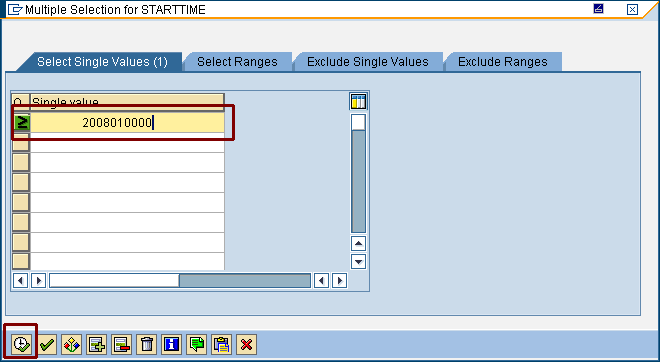 Multiple Selection for STARTTIME
Select Single Values (1) Select Ranges Exclude Single Values Exclude Ranges
O. Single value
≥ 2008010000